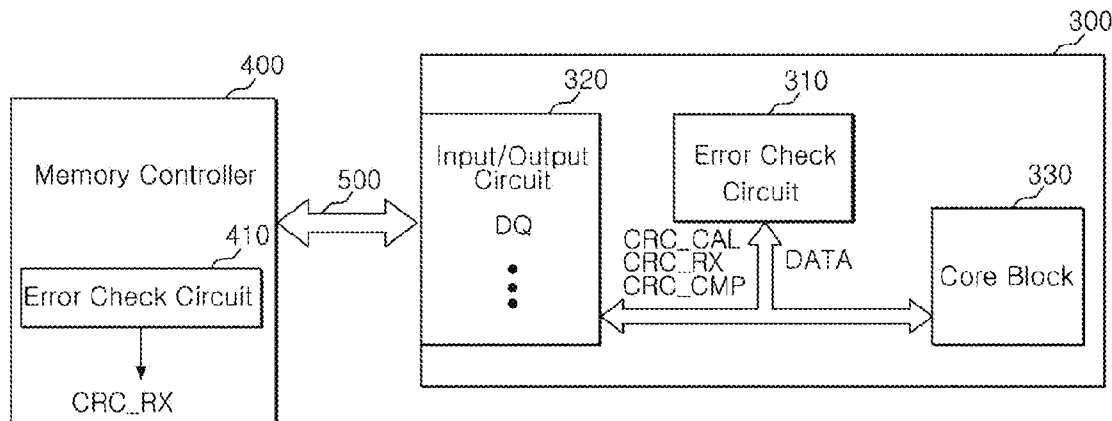 300
400
320
310
Memory Controller
500
Input/Output
Circuit
DQ
Error Check
Circuit
330
410
Error Check Circuit
CRC_CAL
CRC_RX
CRC_CMP
DATA
Core Block
CRC_RX